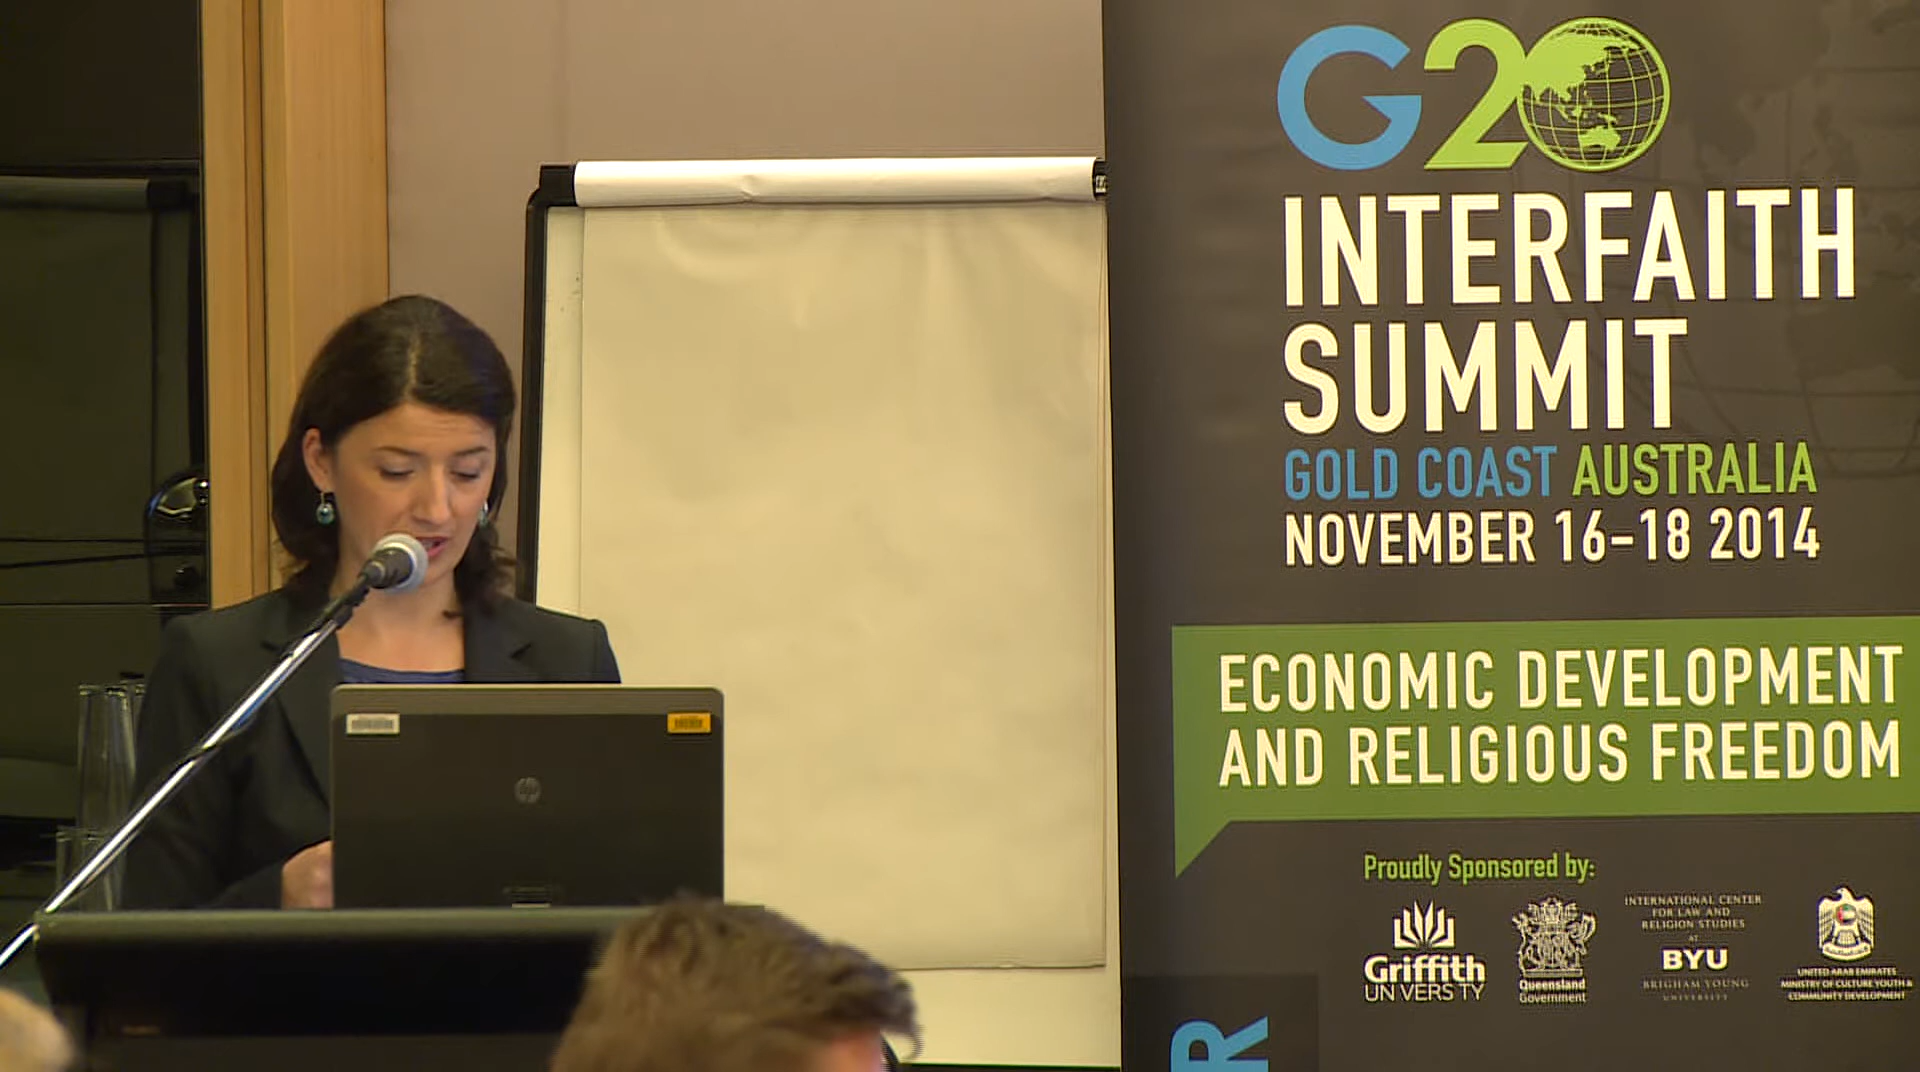 G20
INTERFAITH
SUMMIT
GOLD COAST AUSTRALIA
NOVEMBER 16-18 2014
ECONOMIC DEVELOPMENT
AND RELIGIOUS FREEDOM
Proudly Sponsored by:
Griffith
UNIVERSITY
Queensland
Government
INTERNATIONAL CENTER
FOR LAW AND
RELIGION STUDIES
AT
BYU
BRIGHAM YOUNG
UNIVERSITY
UNITED ARAB EMIRATES
MINISTRY OF CULTURE YOUTH &
COMMUNITY DEVELOPMENT
R
hp